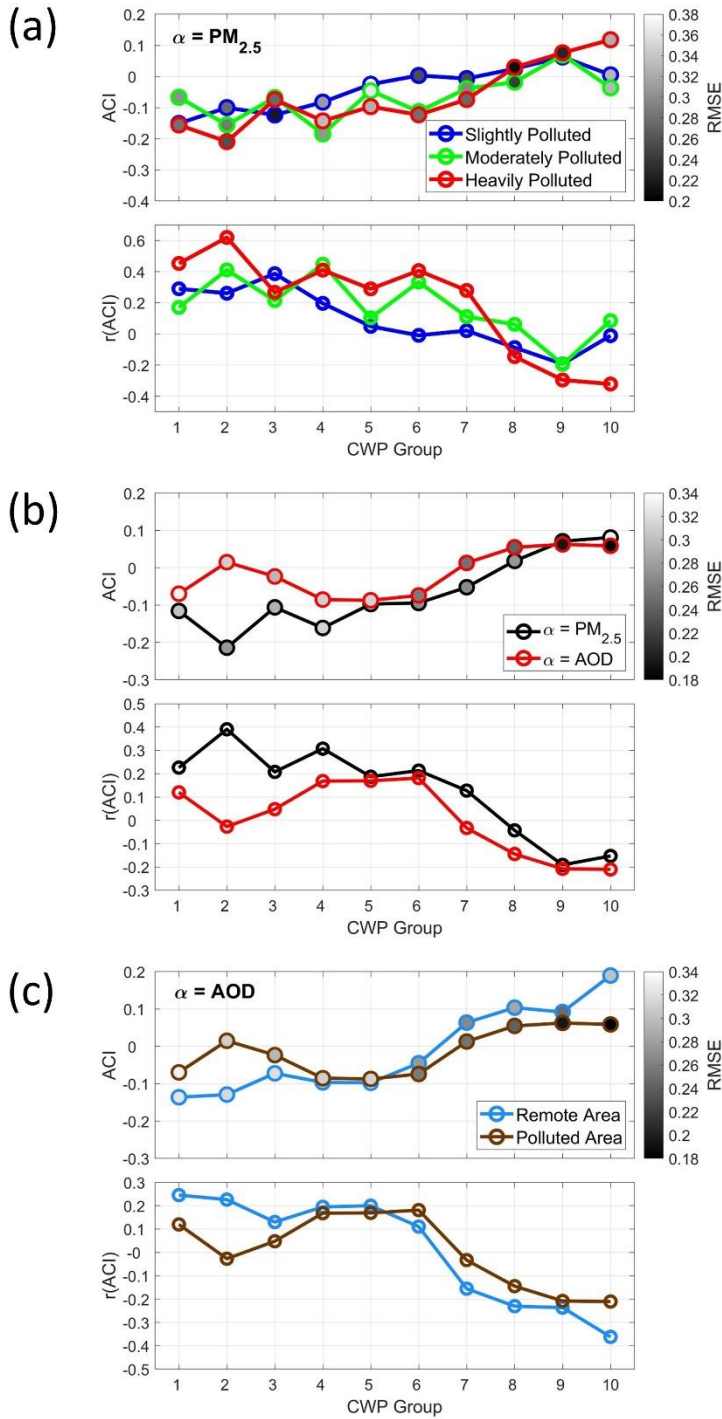 (a)
α = PM2.5
ACI
0.2
0.1
0
-0.1
-0.2
-0.3
-0.4
Slightly Polluted
Moderately Polluted
Heavily Polluted
0.38
0.36
0.34
0.32
0.3
0.28
0.26
0.24
0.22
0.2
RMSE
r(ACI)
0.6
0.4
0.2
0
-0.2
-0.4
1 2 3 4 5 6 7 8 9 10
CWP Group
(b)
ACI
0.2
0.1
0
-0.1
-0.2
-0.3
α = PM2.5
α = AOD
0.34
0.32
0.3
0.28
0.26
0.24
0.22
0.2
0.18
RMSE
r(ACI)
0.5
0.4
0.3
0.2
0.1
0
-0.1
-0.2
-0.3
1 2 3 4 5 6 7 8 9 10
CWP Group
(c)
α = AOD
ACI
0.2
0.1
0
-0.1
-0.2
-0.3
Remote Area
Polluted Area
0.34
0.32
0.3
0.28
0.26
0.24
0.22
0.2
0.18
RMSE
r(ACI)
0.3
0.2
0.1
-0
-0.1
-0.2
-0.3
-0.4
-0.5
1 2 3 4 5 6 7 8 9 10
CWP Group